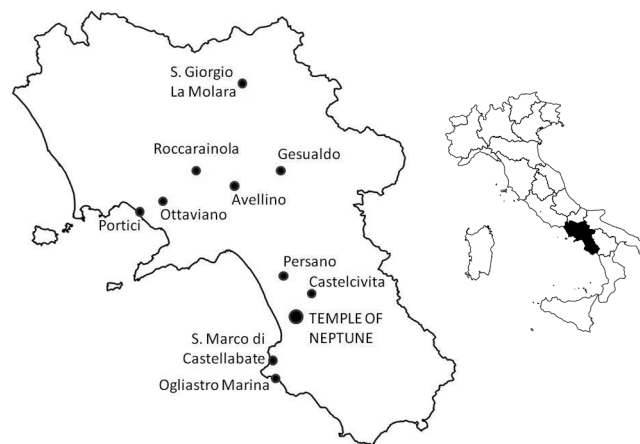 S. Giorgio
La Molara
Roccarainola
Gesualdo
Avellino
Ottaviano
Portici
Persano
Castelcivita
TEMPLE OF
NEPTUNE
S. Marco di
Castellabate
Ogliastro Marina